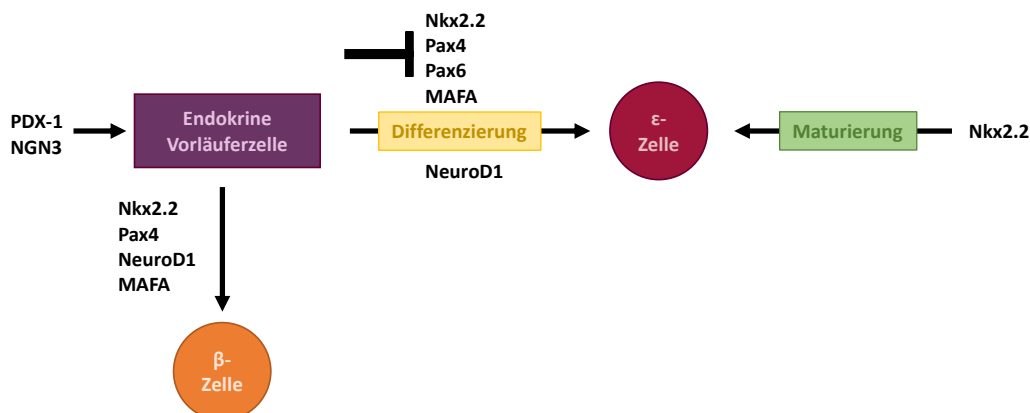 Nkx2.2
Pax4
Pax6
MAFA
PDX-1
NGN3
Endokrine
Vorläuferzelle
Differenzierung
NeuroD1
ε-
Zelle
Maturierung
Nkx2.2
Nkx2.2
Pax4
NeuroD1
MAFA
β-
Zelle